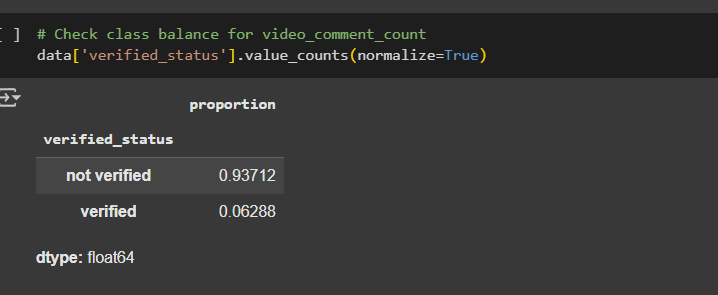 [ ] # Check class balance for video_comment_count
data['verified_status'].value_counts(normalize=True)
proportion
verified_status
not verified 0.93712
verified 0.06288
dtype: float64